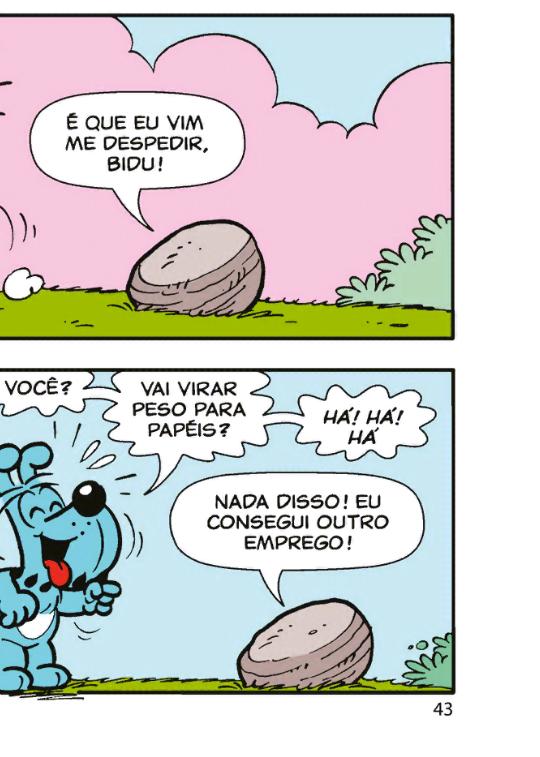 É QUE EU VIM
ME DESPEDIR,
BIDU!
VOCÊ?
VAI VIRAR
PESO PARA
PAPÉIS?
HÁ! HÁ!
HÁ
NADA DISSO! EU
CONSEGUI OUTRO
EMPREGO!
43